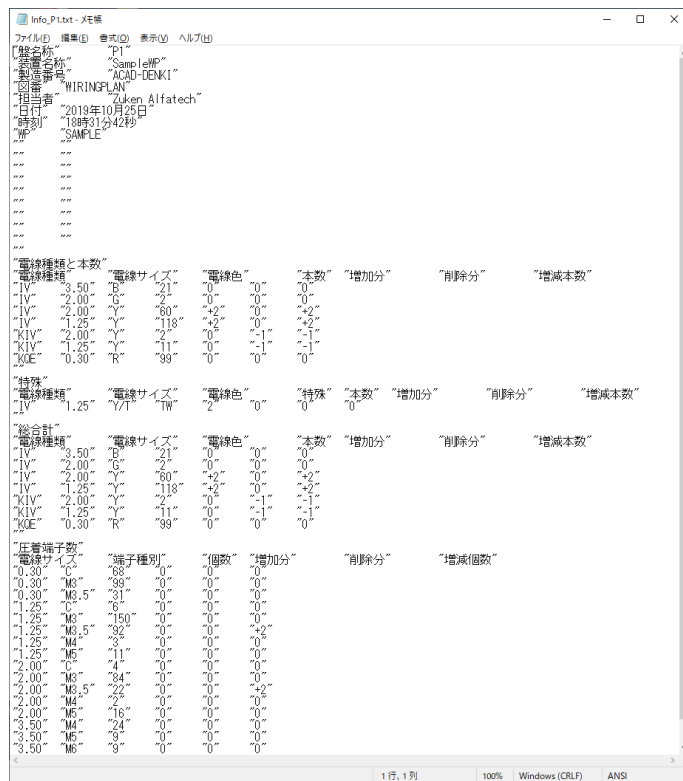 Info_P1.txt - メモ帳
ファイル(F) 編集(E) 書式(O) 表示(V) ヘルプ(H)
"盤名称" "P1"
"装置名称" "SampleWP"
"製造番号" "ACAD-DENKI"
"図番" "WIRINGPLAN"
"担当者" "Zuken Alfatech"
"日付" "2019年10月25日"
"時刻" "18時31分42秒"
"WP" "SAMPLE"
"" ""
"" ""
"" ""
"" ""
"" ""
"" ""
"" ""
"" ""
""
"電線種類と本数"
"電線種類" "電線サイズ" "電線色" "本数" "増加分" "削除分" "増減本数"
"IV" "3.50" "B" "21" "0" "0" "0"
"IV" "2.00" "G" "2" "0" "0" "0"
"IV" "2.00" "Y" "60" "+2" "0" "+2"
"IV" "1.25" "Y" "118" "+2" "0" "+2"
"KIV" "2.00" "Y" "2" "0" "-1" "-1"
"KIV" "1.25" "Y" "11" "0" "-1" "-1"
"KQE" "0.30" "R" "99" "0" "0" "0"
""
"特殊"
"電線種類" "電線サイズ" "電線色" "特殊" "本数" "増加分" "削除分" "増減本数"
"IV" "1.25" "Y/T" "TW" "2" "0" "0" "0"
""
"総合計"
"電線種類" "電線サイズ" "電線色" "本数" "増加分" "削除分" "増減本数"
"IV" "3.50" "B" "21" "0" "0" "0"
"IV" "2.00" "G" "2" "0" "0" "0"
"IV" "2.00" "Y" "60" "+2" "0" "+2"
"IV" "1.25" "Y" "118" "+2" "0" "+2"
"KIV" "2.00" "Y" "2" "0" "-1" "-1"
"KIV" "1.25" "Y" "11" "0" "-1" "-1"
"KQE" "0.30" "R" "99" "0" "0" "0"
""
"圧着端子数"
"電線サイズ" "端子種別" "個数" "増加分" "削除分" "増減個数"
"0.30" "C" "68" "0" "0" "0"
"0.30" "M3" "99" "0" "0" "0"
"0.30" "M3.5" "31" "0" "0" "0"
"1.25" "C" "6" "0" "0" "0"
"1.25" "M3" "150" "0" "0" "0"
"1.25" "M3.5" "92" "0" "0" "+2"
"1.25" "M4" "3" "0" "0" "0"
"1.25" "M5" "11" "0" "0" "0"
"2.00" "C" "4" "0" "0" "0"
"2.00" "M3" "84" "0" "0" "0"
"2.00" "M3.5" "22" "0" "0" "+2"
"2.00" "M4" "2" "0" "0" "0"
"2.00" "M5" "16" "0" "0" "0"
"3.50" "M4" "24" "0" "0" "0"
"3.50" "M5" "9" "0" "0" "0"
"3.50" "M6" "9" "0" "0" "0"
1行、1列 100% Windows (CRLF) ANSI